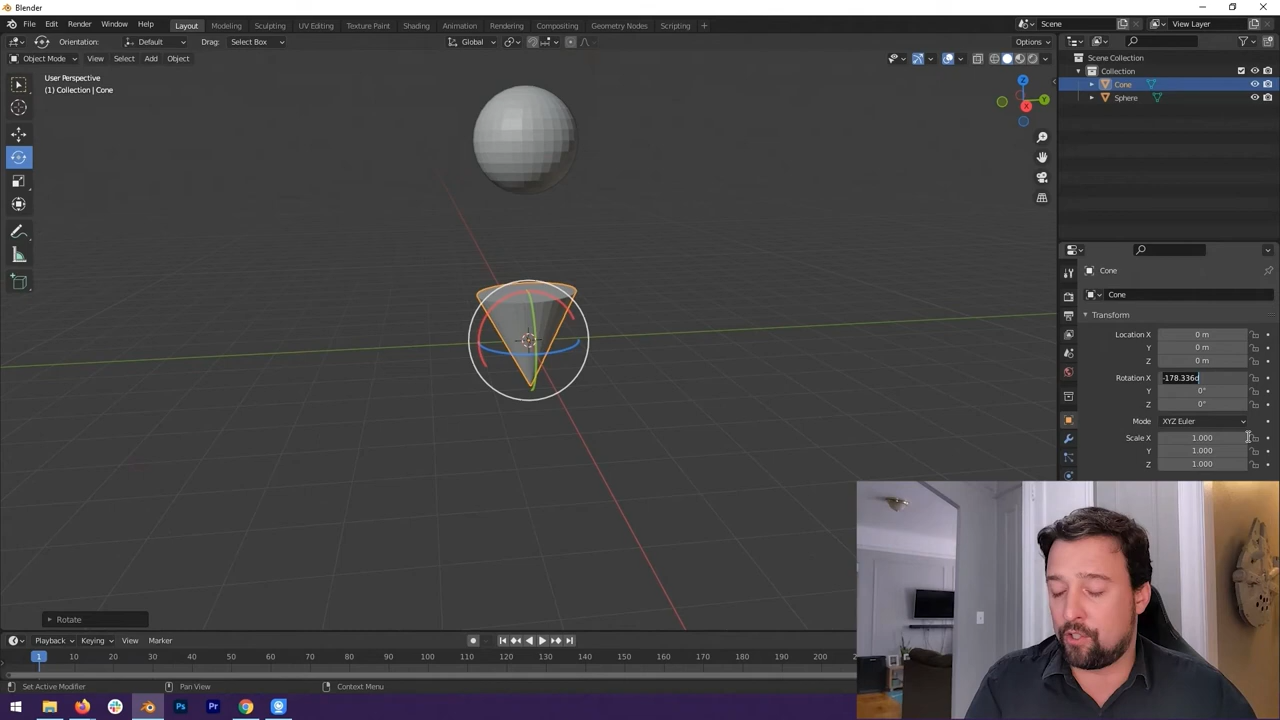 Blender
File Edit Render Window Help Layout Modeling Sculpting UV Editing Texture Paint Shading Animation Rendering Compositing Geometry Nodes Scripting + Scene View Layer
Orientation: Default Drag: Select Box Global Options
Object Mode View Select Add Object
User Perspective
(1) Collection | Cone
Scene Collection
Collection
Cone
Sphere
Z
Y
X
Cone
Cone
Transform
Location X 0 m
Y 0 m
Z 0 m
Rotation X -178.336d
Y 0°
Z 0°
Mode XYZ Euler
Scale X 1.000
Y 1.000
Z 1.000
Rotate
Playback Keying View Marker
1 10 20 30 40 50 60 70 80 90 100 110 120 130 140 150 160 170 180 190 200
Set Active Modifier Pan View Context Menu
Ps Pr